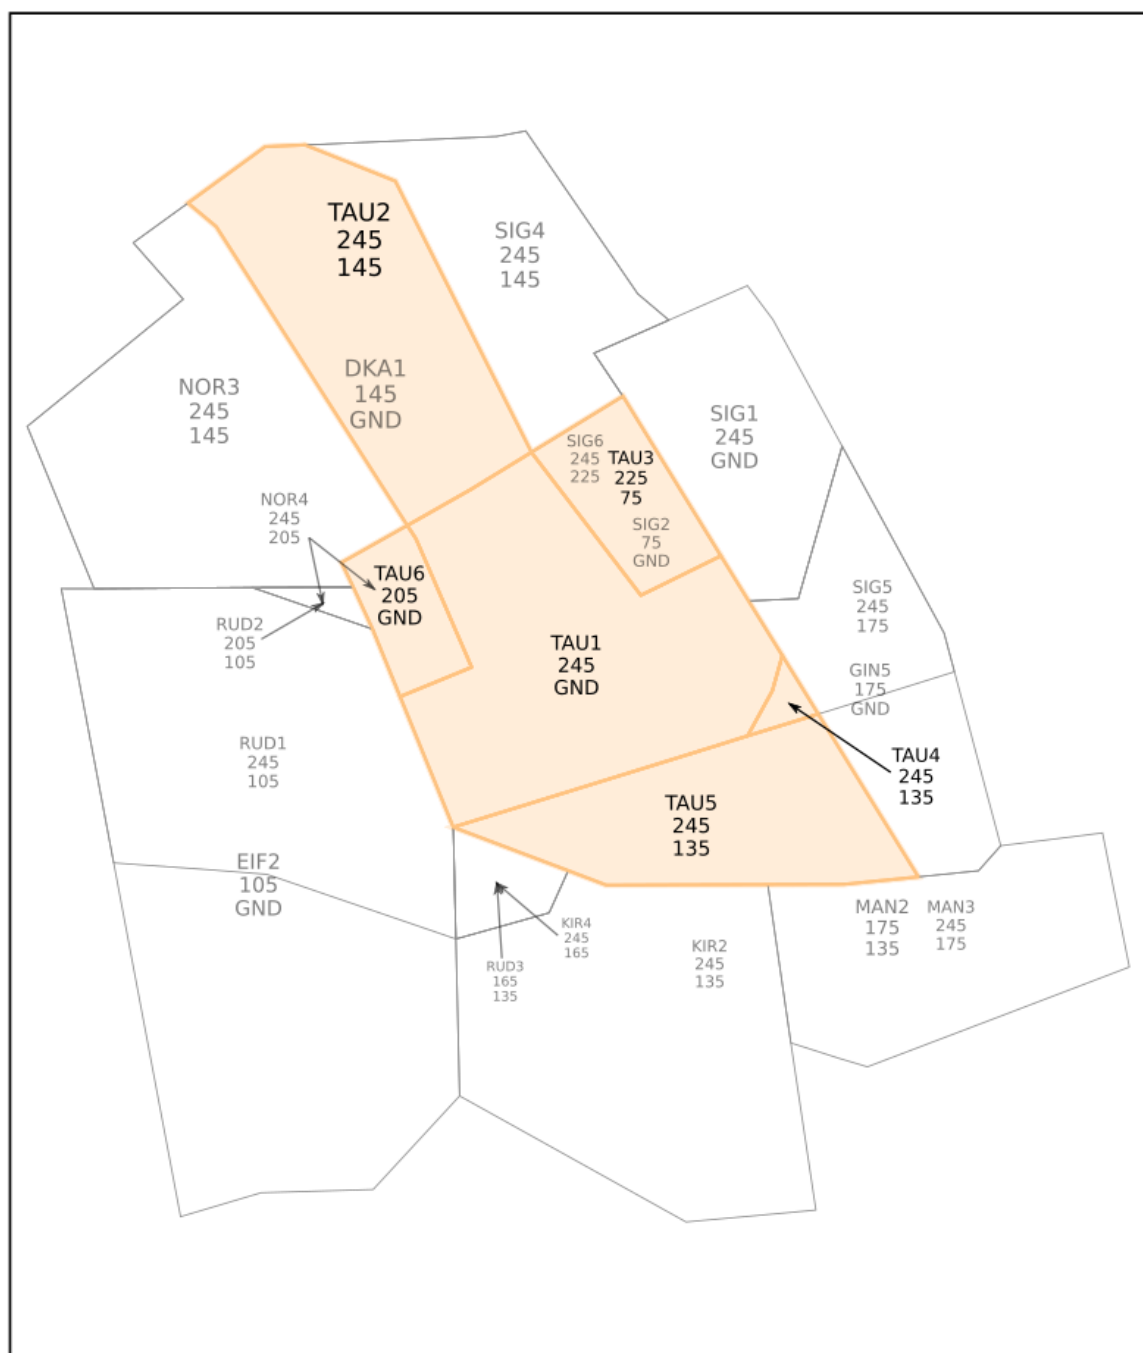 TAU2
245
145
SIG4
245
145
DKA1
145
GND
NOR3
245
145
SIG1
245
GND
SIG6
245
225
TAU3
225
75
NOR4
245
205
SIG2
75
GND
TAU6
205
GND
SIG5
245
175
RUD2
205
105
TAU1
245
GND
GIN5
175
GND
RUD1
245
105
TAU4
245
135
TAU5
245
135
EIF2
105
GND
MAN2
175
135
MAN3
245
175
KIR4
245
165
KIR2
245
135
RUD3
165
135